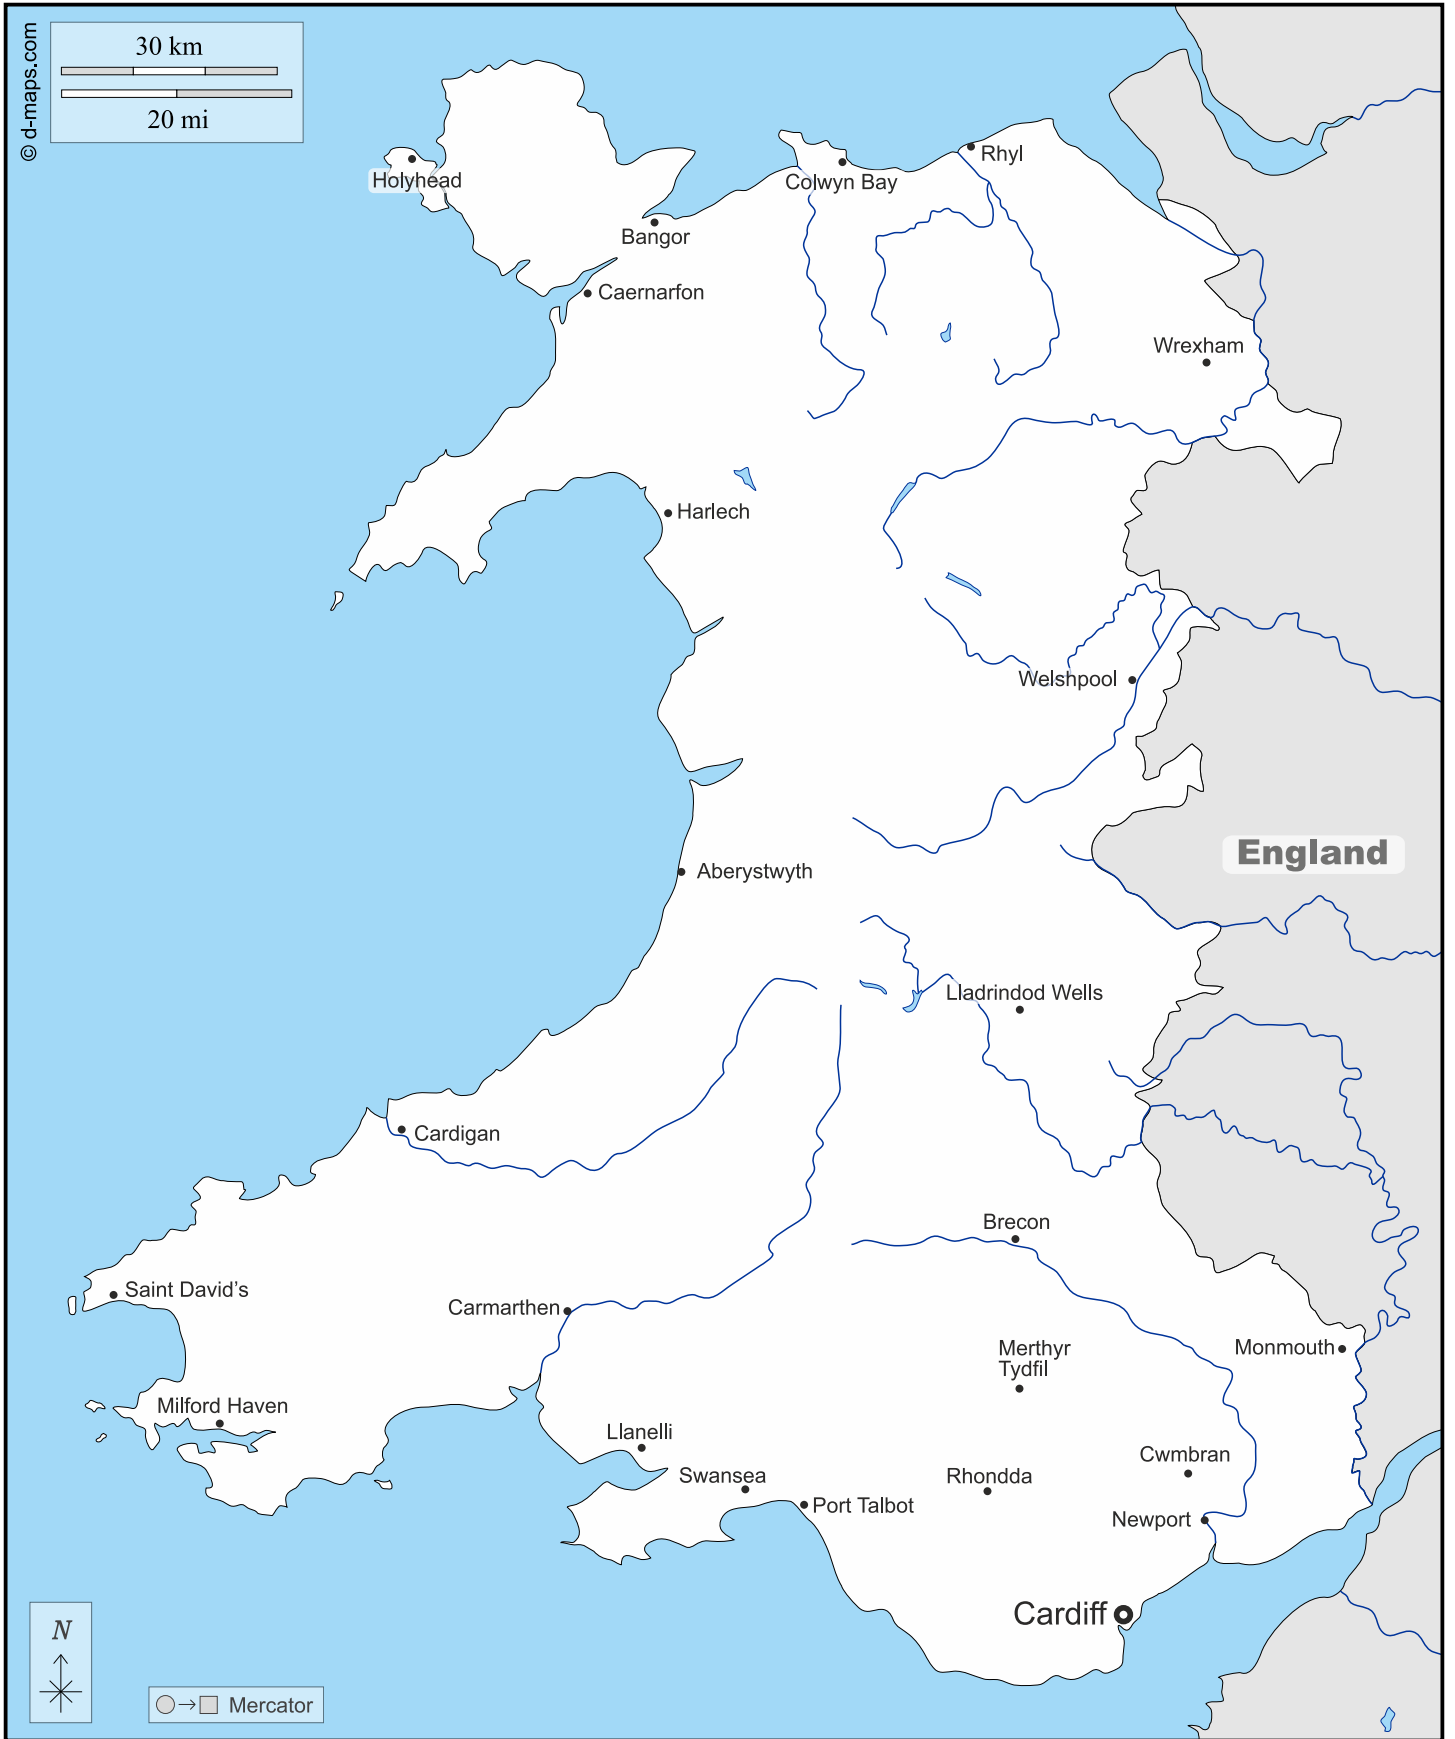 © d-maps.com
30 km
20 mi
Rhyl
Holyhead
Colwyn Bay
Bangor
Caernarfon
Wrexham
Harlech
Welshpool
England
Aberystwyth
Lladrindod Wells
Cardigan
Brecon
Saint David's
Carmarthen
Monmouth
Merthyr
Tydfil
Milford Haven
Llanelli
Cwmbran
Swansea
Rhondda
Port Talbot
Newport
Cardiff
N
Mercator